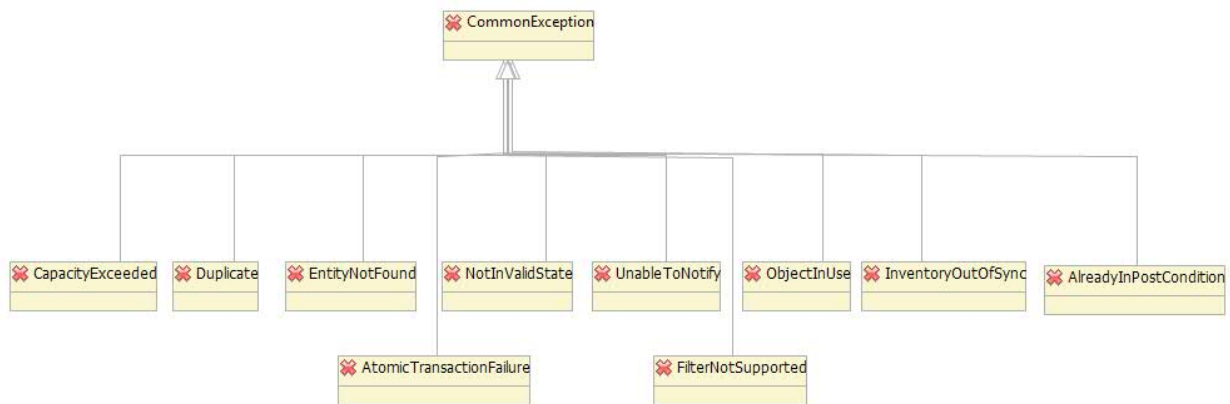 CommonException
CapacityExceeded
Duplicate
EntityNotFound
NotInValidState
UnableToNotify
ObjectInUse
InventoryOutOfSync
AlreadyInPostCondition
AtomicTransactionFailure
FilterNotSupported